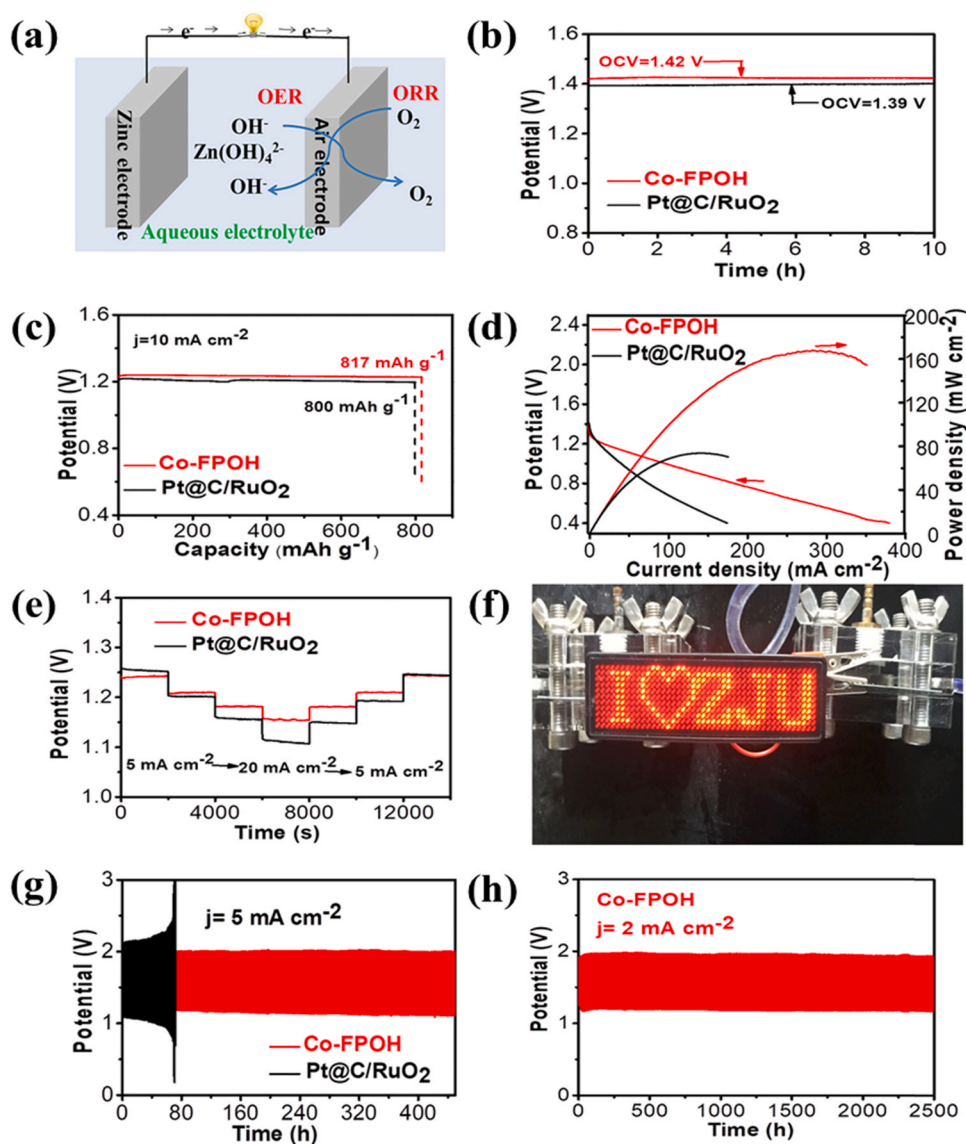 (a)
→ e⁻ → → e⁻ →
OER
ORR
OH⁻
O₂
Zn(OH)₄²⁻
OH⁻
O₂
Zinc electrode
Air electrode
Aqueous electrolyte
(b)
Potential (V)
1.6
1.4
1.2
1.0
0.8
OCV=1.42 V
OCV=1.39 V
Co-FPOH
Pt@C/RuO₂
0 2 4 6 8 10
Time (h)
(c)
Potential (V)
1.6
1.2
0.8
0.4
j=10 mA cm⁻²
817 mAh g⁻¹
800 mAh g⁻¹
Co-FPOH
Pt@C/RuO₂
0 200 400 600 800
Capacity (mAh g⁻¹)
(d)
Potential (V)
2.4
2.0
1.6
1.2
0.8
0.4
Co-FPOH
Pt@C/RuO₂
200
160
120
80
40
0
Power density (mW cm⁻²)
0 100 200 300 400
Current density (mA cm⁻²)
(e)
Potential (V)
1.4
1.3
1.2
1.1
1.0
Co-FPOH
Pt@C/RuO₂
5 mA cm⁻² → 20 mA cm⁻² → 5 mA cm⁻²
0 4000 8000 12000
Time (s)
(f)
I♥ZJU
(g)
Potential (V)
3
2
1
0
j= 5 mA cm⁻²
Co-FPOH
Pt@C/RuO₂
0 80 160 240 320 400
Time (h)
(h)
Potential (V)
3
2
1
0
Co-FPOH
j= 2 mA cm⁻²
0 500 1000 1500 2000 2500
Time (h)